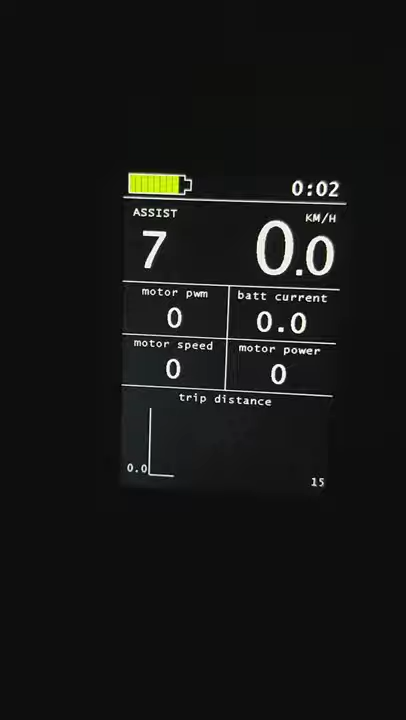 0:02
ASSIST KM/H
7 0.0
motor pwm batt current
0 0.0
motor speed motor power
0 0
trip distance
0.0 15